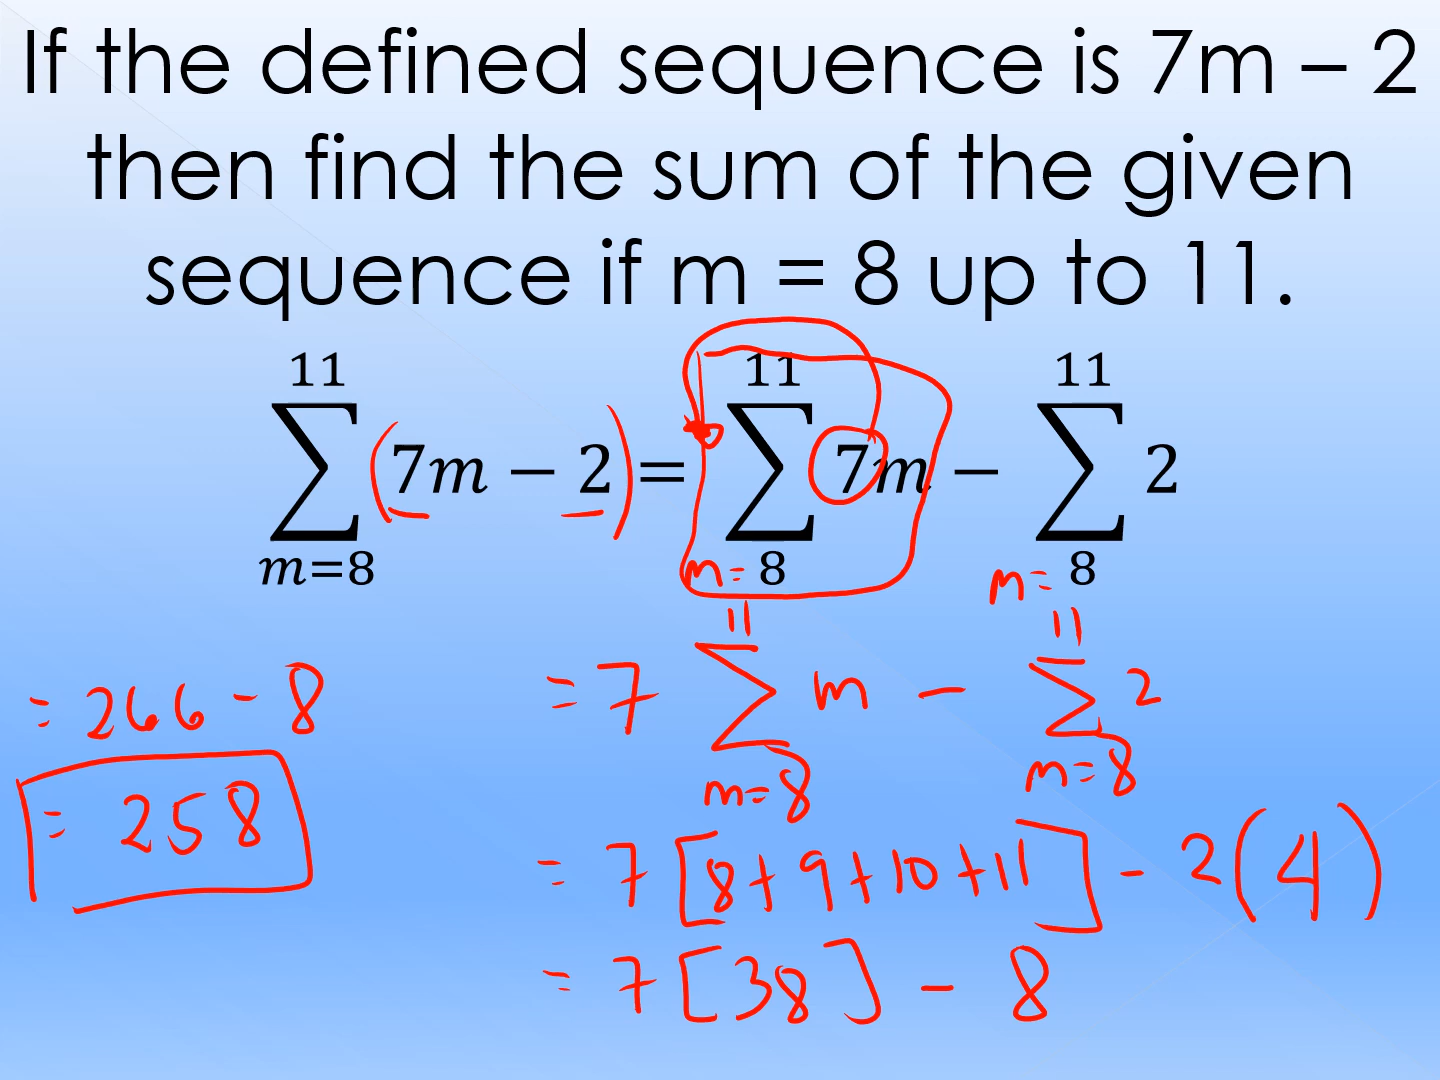 If the defined sequence is 7m – 2
then find the sum of the given
sequence if m = 8 up to 11.
11 11 11
∑ (7m − 2) = ∑ 7m − ∑ 2
m=8 m= 8 m= 8
11 11
= 7 ∑ m − ∑ 2
m=8 m=8
= 7 [8+9+10+11] − 2(4)
= 7 [38] − 8
= 266 − 8
= 258